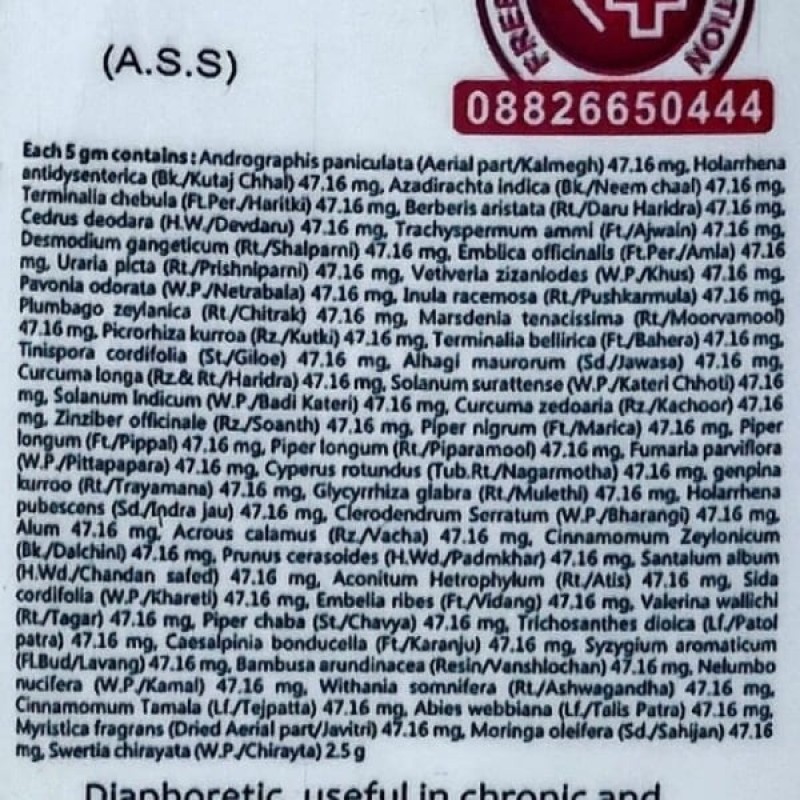 (A.S.S)
FREE
TION
08826650444
Each 5 gm contains : Andrographis paniculata (Aerial part/Kalmegh) 47.16 mg, Holarrhena
antidysenterica (Bk./Kutaj Chhal) 47.16 mg, Azadirachta indica (Bk/Neem chaal) 47.16 mg,
Terminalia chebula (Ft.Per./Haritki) 47.16 mg, Berberis aristata (Rt./Daru Haridra) 47.16 mg,
Cedrus deodara (H.W./Devdaru) 47.16 mg, Trachyspermum ammi (Ft./Ajwain) 47.16 mg,
Desmodium gangeticum (Rt./Shalparni) 47.16 mg, Emblica officinalis (Ft.Per./Amla) 47.16
mg, Uraria picta (Rt./Prishniparni) 47.16 mg, Vetiveria zizaniodes (W.P./Khus) 47.16 mg,
Pavonia odorata (W.P./Netrabala) 47.16 mg, Inula racemosa (Rt./Pushkarmula) 47.16 mg,
Plumbago zeylanica (Rt./Chitrak) 47.16 mg, Marsdenia tenacissima (Rt./Moorvamool)
47.16 mg, Picrorhiza kurroa (Rz./Kutki) 47.16 mg, Terminalia bellirica (Ft./Bahera) 47.16 mg,
Tinispora cordifolia (St./Giloe) 47.16 mg, Alhagi maurorum (Sd./Jawasa) 47.16 mg,
Curcuma longa (Rz.& Rt./Haridra) 47.16 mg, Solanum surattense (W.P./Kateri Chhoti) 47.16
mg, Solanum Indicum (W.P./Badi Kateri) 47.16 mg, Curcuma zedoaria (Rz./Kachoor) 47.16
mg, Zinziber officinale (Rz./Soanth) 47.16 mg, Piper nigrum (Ft./Marica) 47.16 mg, Piper
longum (Ft./Pippal) 47.16 mg, Piper longum (Rt./Piparamool) 47.16 mg, Fumaria parviflora
(W.P./Pittapapara) 47.16 mg, Cyperus rotundus (Tub.Rt./Nagarmotha) 47.16 mg, genpina
kurroo (Rt./Trayamana) 47.16 mg, Glycyrrhiza glabra (Rt./Mulethi) 47.16 mg, Holarrhena
pubescens (Sd./Indra jau) 47.16 mg, Clerodendrum Serratum (W.P./Bharangi) 47.16 mg,
Alum 47.16 mg, Acrous calamus (Rz./Vacha) 47.16 mg, Cinnamomum Zeylonicum
(Bk./Dalchini) 47.16 mg, Prunus cerasoides (H.Wd./Padmkhar) 47.16 mg, Santalum album
(H.Wd./Chandan safed) 47.16 mg, Aconitum Hetrophylum (Rt./Atis) 47.16 mg, Sida
cordifolia (W.P./Khareti) 47.16 mg, Embelia ribes (Ft./Vidang) 47.16 mg, Valerina wallichi
(Rt./Tagar) 47.16 mg, Piper chaba (St./Chavya) 47.16 mg, Trichosanthes dioica (Lf./Patol
patra) 47.16 mg, Caesalpinia bonducella (Ft./Karanju) 47.16 mg, Syzygium aromaticum
(Fl.Bud/Lavang) 47.16 mg, Bambusa arundinacea (Resin/Vanshlochan) 47.16 mg, Nelumbo
nucifera (W.P./Kamal) 47.16 mg, Withania somnifera (Rt./Ashwagandha) 47.16 mg,
Cinnamomum Tamala (Lf./Tejpatta) 47.16 mg, Abies webbiana (Lf./Talis Patra) 47.16 mg,
Myristica fragrans (Dried Aerial part/Javitri) 47.16 mg, Moringa oleifera (Sd./Sahijan) 47.16
mg, Swertia chirayata (W.P./Chirayta) 2.5 g
Diaphoretic, useful in chronic and